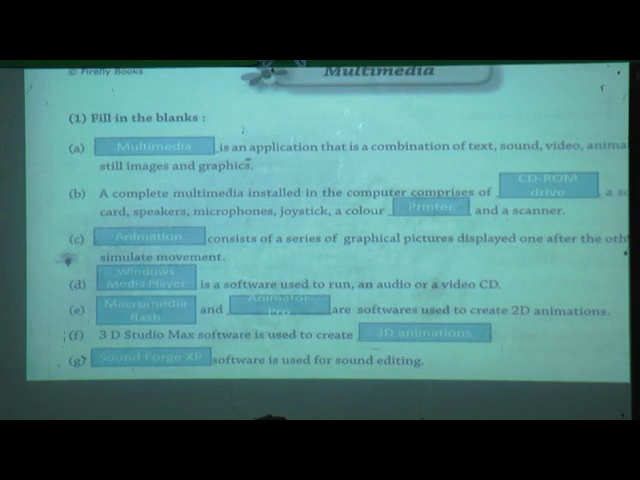 © Firefly Books
Multimedia
(1) Fill in the blanks :
(a) Multimedia is an application that is a combination of text, sound, video, anima
still images and graphics.
(b) A complete multimedia installed in the computer comprises of CD-ROM drive, a so
card, speakers, microphones, joystick, a colour Printer and a scanner.
(c) Animation consists of a series of graphical pictures displayed one after the oth
simulate movement.
(d) Windows Media Player is a software used to run, an audio or a video CD.
(e) Macromedia flash and Animator Pro are softwares used to create 2D animations.
(f) 3 D Studio Max software is used to create 3D animations.
(g) Sound Forge XP software is used for sound editing.